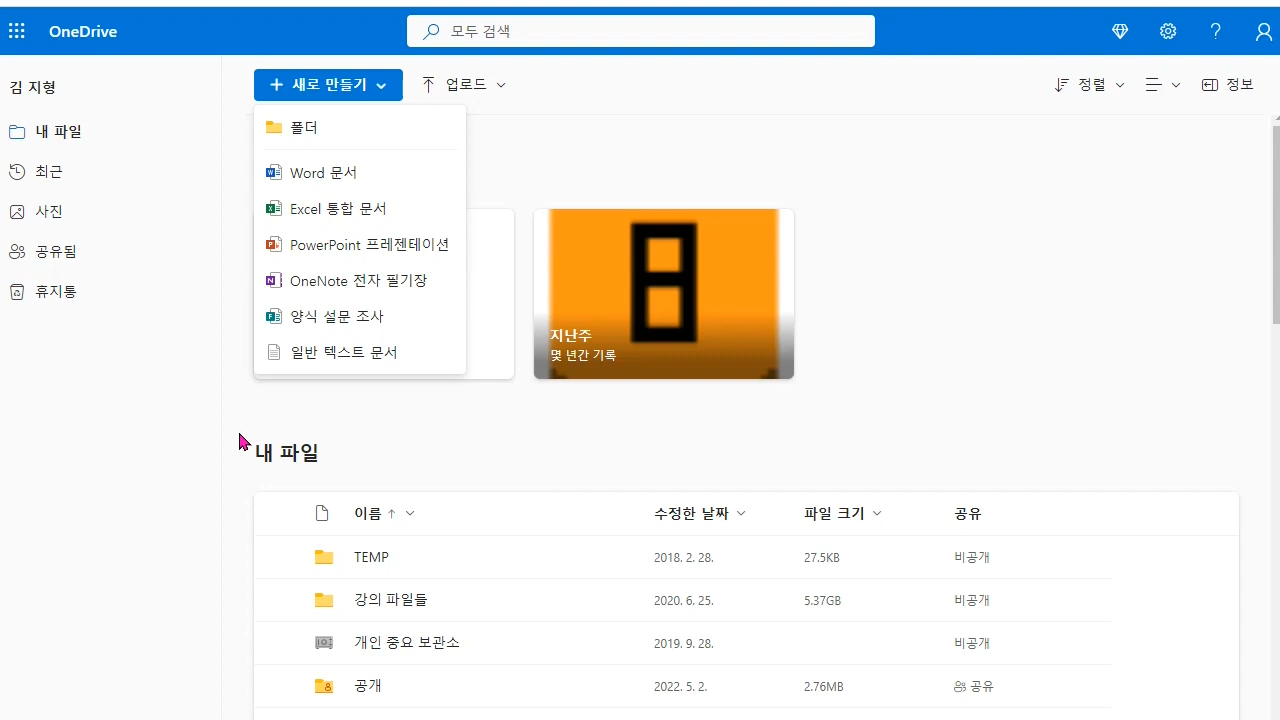 OneDrive
모두 검색
김 지형
내 파일
최근
사진
공유됨
휴지통
새로 만들기
업로드
정렬
정보
폴더
Word 문서
Excel 통합 문서
PowerPoint 프레젠테이션
OneNote 전자 필기장
양식 설문 조사
일반 텍스트 문서
지난주
몇 년간 기록
내 파일
이름 수정한 날짜 파일 크기 공유
TEMP 2018. 2. 28. 27.5KB 비공개
강의 파일들 2020. 6. 25. 5.37GB 비공개
개인 중요 보관소 2019. 9. 28. 비공개
공개 2022. 5. 2. 2.76MB 공유